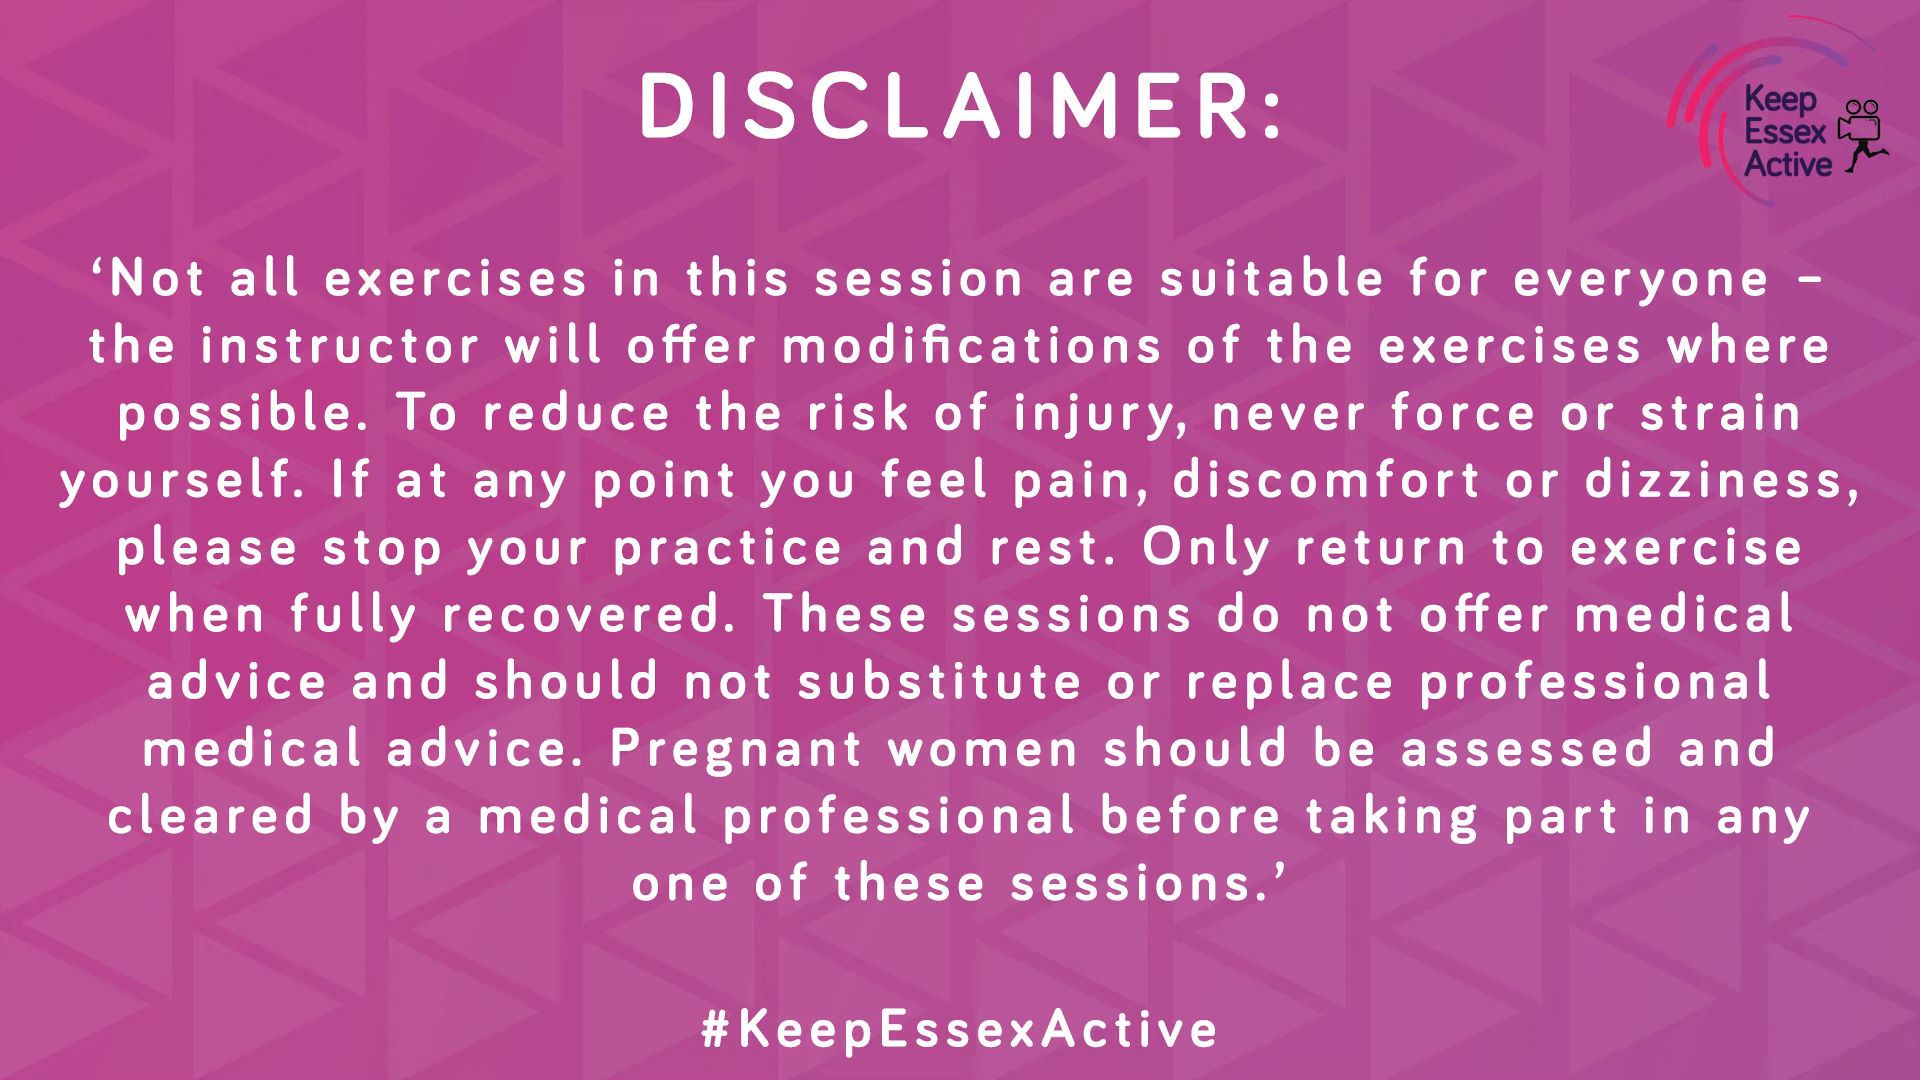 DISCLAIMER:
Keep
Essex
Active
‘Not all exercises in this session are suitable for everyone –
the instructor will offer modifications of the exercises where
possible. To reduce the risk of injury, never force or strain
yourself. If at any point you feel pain, discomfort or dizziness,
please stop your practice and rest. Only return to exercise
when fully recovered. These sessions do not offer medical
advice and should not substitute or replace professional
medical advice. Pregnant women should be assessed and
cleared by a medical professional before taking part in any
one of these sessions.’
#KeepEssexActive